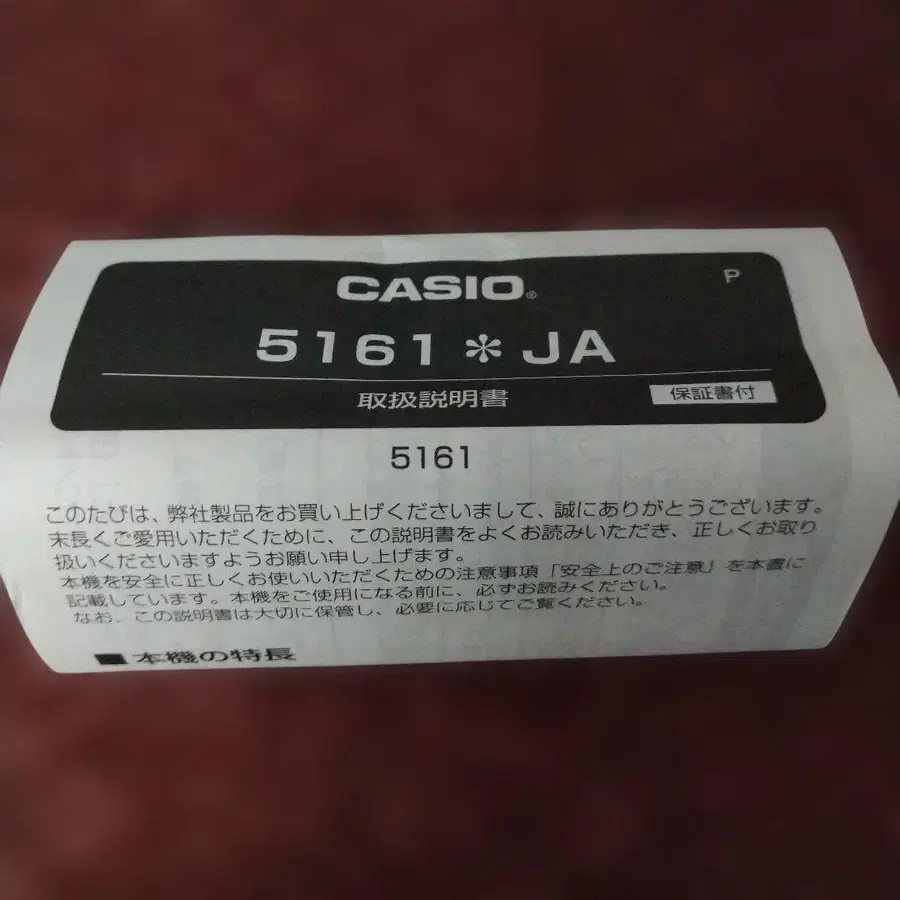 CASIO®
P
5161＊JA
取扱説明書
保証書付
5161
このたびは、弊社製品をお買い上げくださいまして、誠にありがとうございます。
末長くご愛用いただくために、この説明書をよくお読みいただき、正しくお取り
扱いくださいますようお願い申し上げます。
本機を安全に正しくお使いいただくための注意事項「安全上のご注意」を本書に
記載しています。本機をご使用になる前に、必ずお読みください。
なお、この説明書は大切に保管し、必要に応じてご覧ください。
■本機の特長